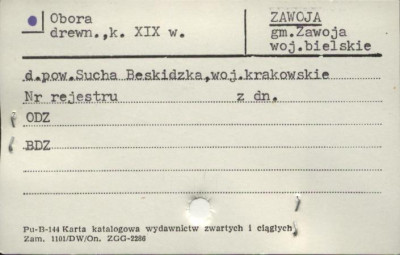 Obora
drewn.,k. XIX w.
ZAWOJA
gm.Zawoja
woj.bielskie
d.pow.Sucha Beskidzka,woj.krakowskie
Nr rejestru z dn.
ODZ
BDZ
Pu-B-144 Karta katalogowa wydawnictw zwartych i ciągłych
Zam. 1101/DW/On. ZGG-2286